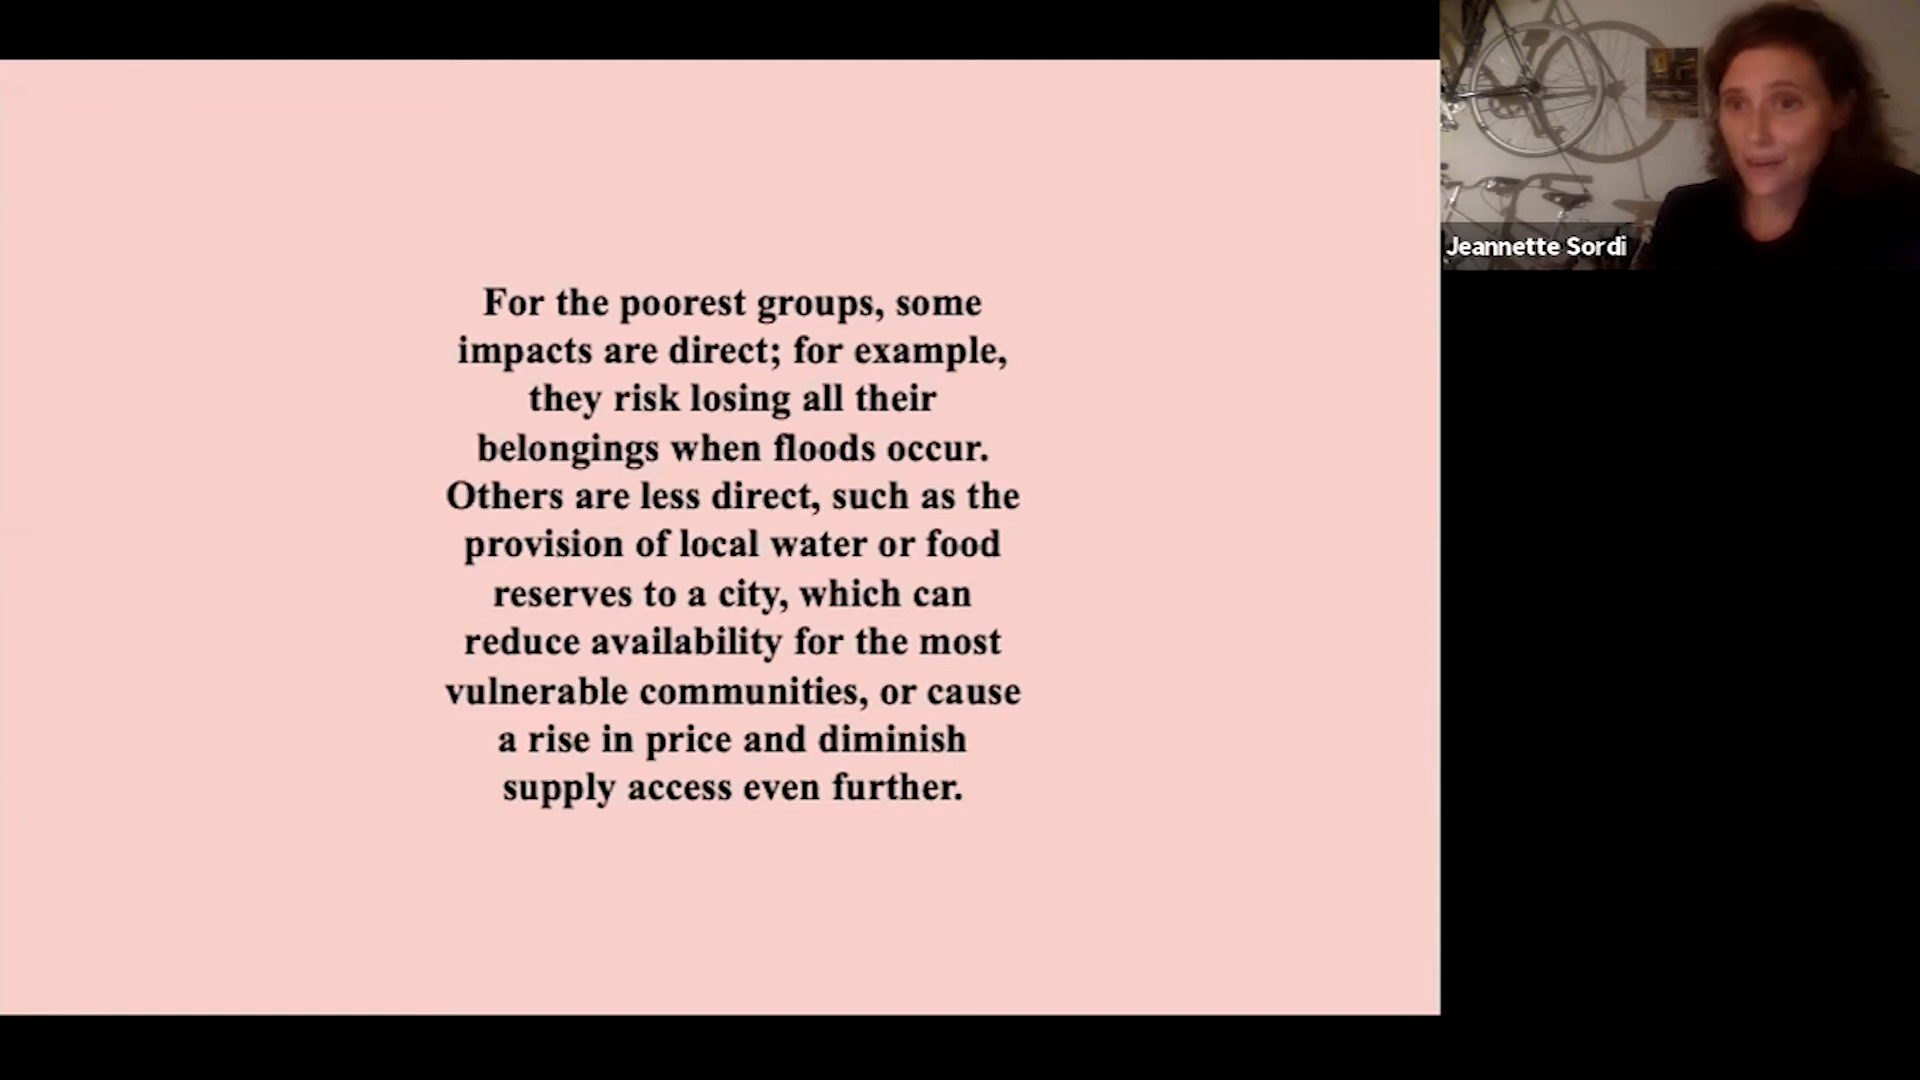 For the poorest groups, some
impacts are direct; for example,
they risk losing all their
belongings when floods occur.
Others are less direct, such as the
provision of local water or food
reserves to a city, which can
reduce availability for the most
vulnerable communities, or cause
a rise in price and diminish
supply access even further.
Jeannette Sordi